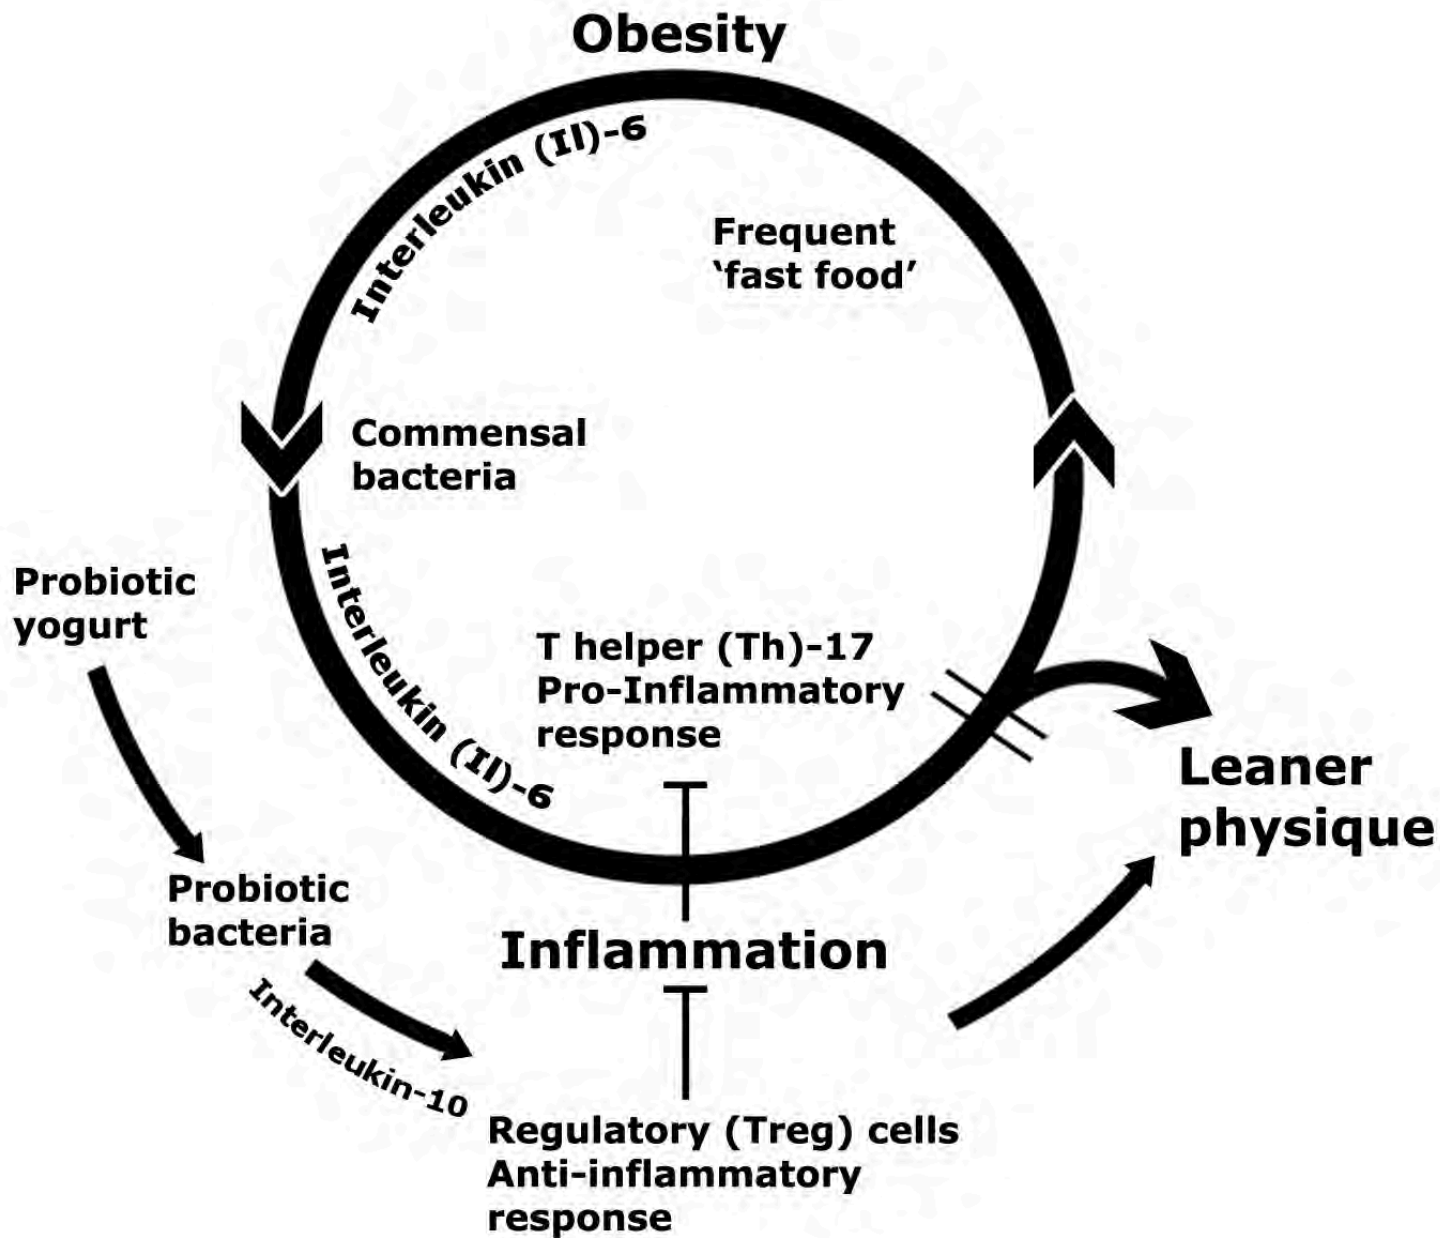 Obesity
Interleukin (Il)-6
Frequent
‘fast food’
Commensal
bacteria
Interleukin (Il)-6
Probiotic
yogurt
T helper (Th)-17
Pro-Inflammatory
response
Leaner
physique
Probiotic
bacteria
Inflammation
Interleukin-10
Regulatory (Treg) cells
Anti-inflammatory
response